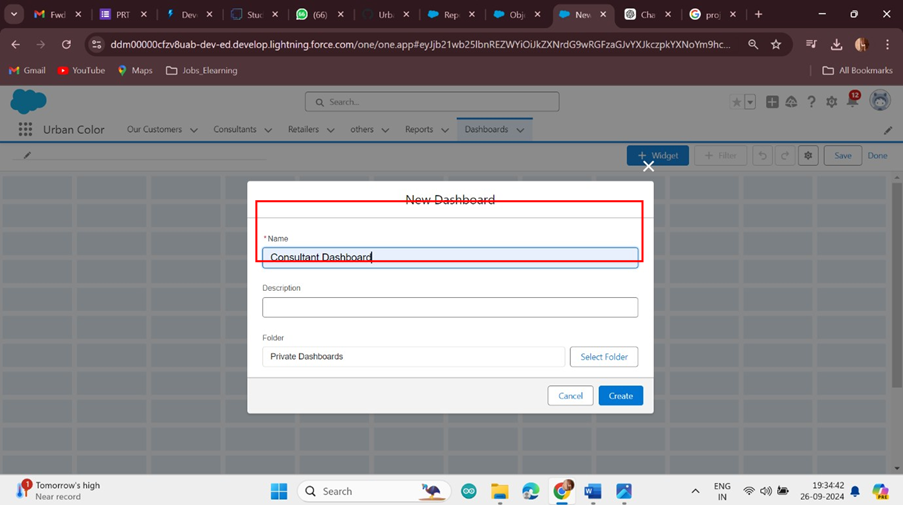 Fwd
PRT
Dev
Stud
(66)
Urb
Rep
Obje
New
Cha
proj
ddm00000cfzv8uab-dev-ed.develop.lightning.force.com/one/one.app#eyJjb21wb25lbnREZWYiOiJkZXNrdG9wRGFzaGJvYXJkczpkYXNoYm9hc...
Gmail
YouTube
Maps
Jobs_Elearning
All Bookmarks
Search...
12
Urban Color
Our Customers
Consultants
Retailers
others
Reports
Dashboards
+ Widget
+ Filter
Save
Done
New Dashboard
* Name
Consultant Dashboard
Description
Folder
Private Dashboards
Select Folder
Cancel
Create
1
Tomorrow's high
Near record
Search
ENG
IN
19:34:42
26-09-2024
PRE